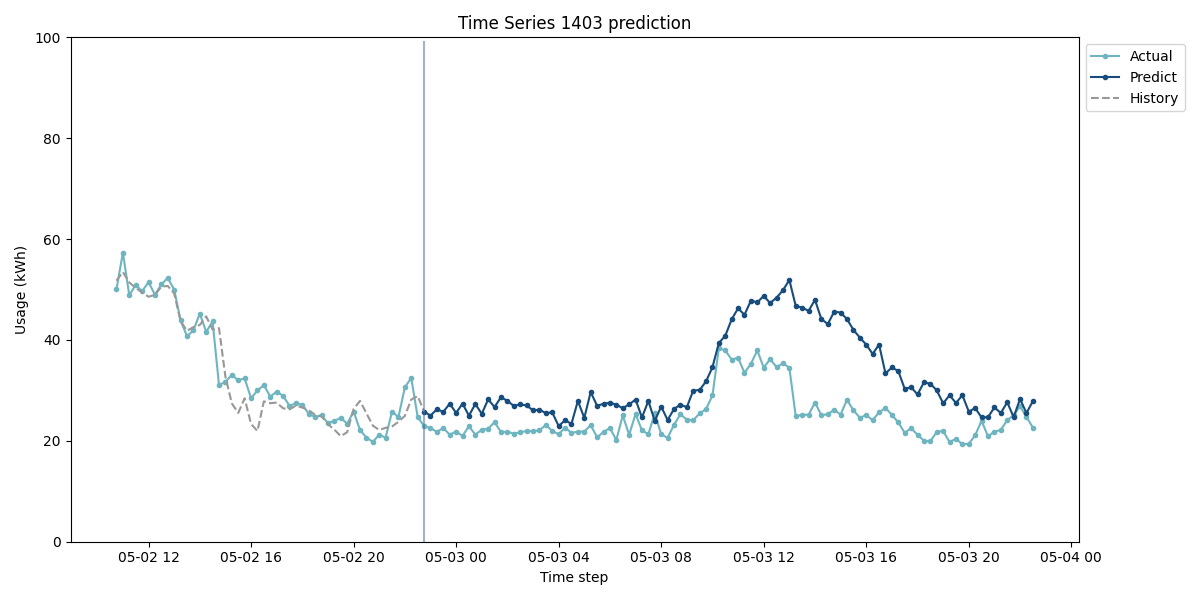 Time Series 1403 prediction
100
80
60
40
20
0
Usage (kWh)
05-02 12
05-02 16
05-02 20
05-03 00
05-03 04
05-03 08
05-03 12
05-03 16
05-03 20
05-04 00
Time step
Actual
Predict
History